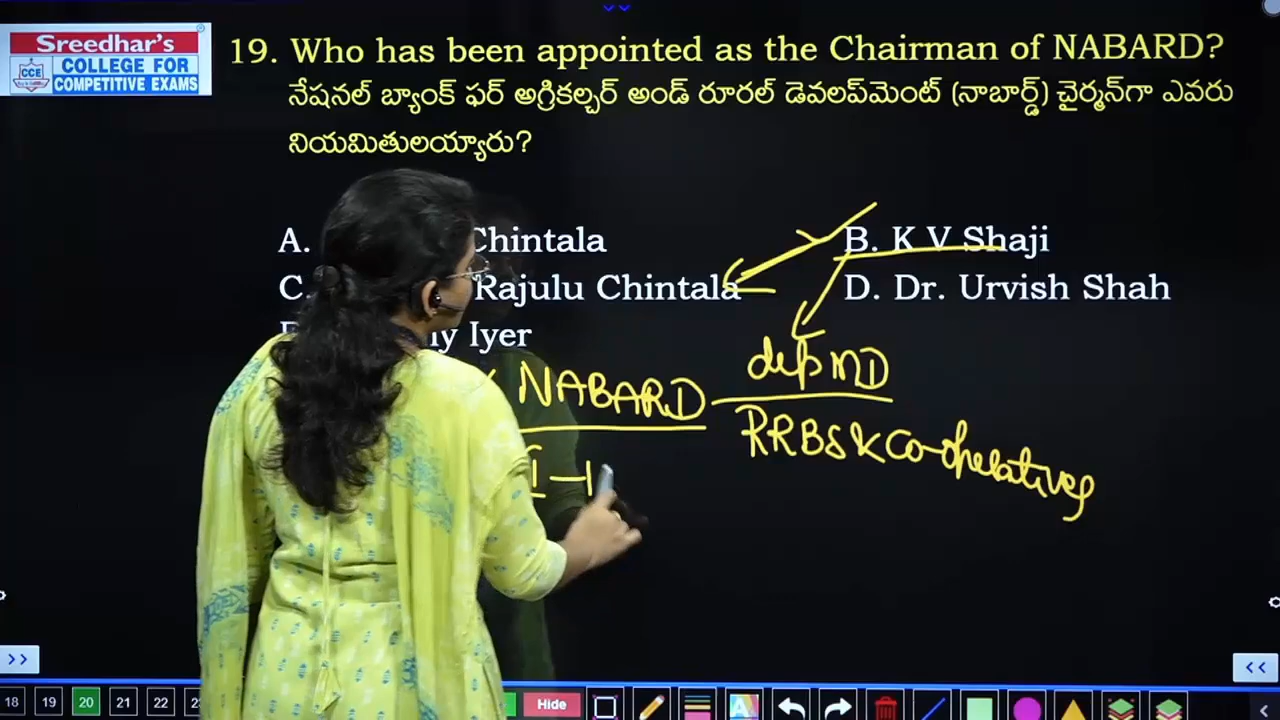 Sreedhar's
CCE
COLLEGE FOR
COMPETITIVE EXAMS
19. Who has been appointed as the Chairman of NABARD?
నేషనల్ బ్యాంక్ ఫర్ అగ్రికల్చర్ అండ్ రూరల్ డెవలప్‌మెంట్ (నాబార్డ్) చైర్మన్‌గా ఎవరు
నియమితులయ్యారు?
A. Chintala B. K V Shaji
C. Rajulu Chintala D. Dr. Urvish Shah
Iyer
NABARD dep MD
RRBs & Co-operatives
>> <<
18 19 20 21 22 Hide